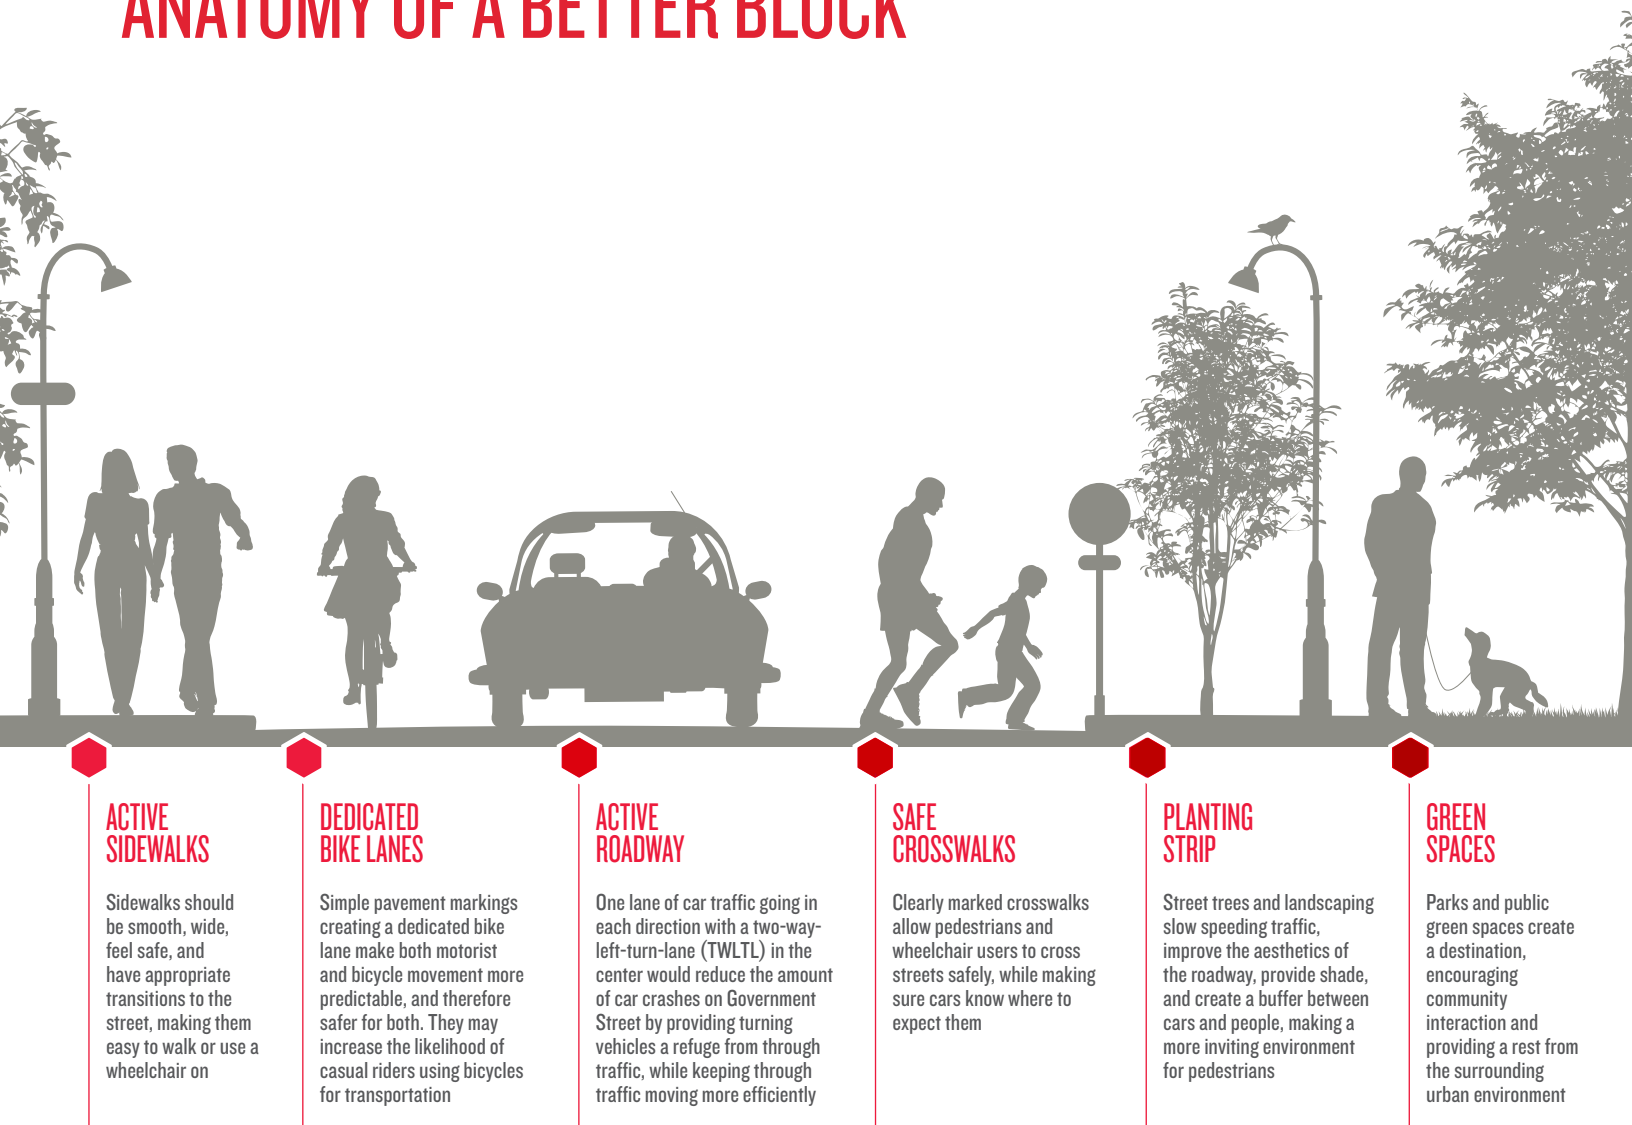 ANATOMY OF A BETTER BLOCK
ACTIVE
SIDEWALKS
Sidewalks should
be smooth, wide,
feel safe, and
have appropriate
transitions to the
street, making them
easy to walk or use a
wheelchair on
DEDICATED
BIKE LANES
Simple pavement markings
creating a dedicated bike
lane make both motorist
and bicycle movement more
predictable, and therefore
safer for both. They may
increase the likelihood of
casual riders using bicycles
for transportation
ACTIVE
ROADWAY
One lane of car traffic going in
each direction with a two-way-
left-turn-lane (TWLTL) in the
center would reduce the amount
of car crashes on Government
Street by providing turning
vehicles a refuge from through
traffic, while keeping through
traffic moving more efficiently
SAFE
CROSSWALKS
Clearly marked crosswalks
allow pedestrians and
wheelchair users to cross
streets safely, while making
sure cars know where to
expect them
PLANTING
STRIP
Street trees and landscaping
slow speeding traffic,
improve the aesthetics of
the roadway, provide shade,
and create a buffer between
cars and people, making a
more inviting environment
for pedestrians
GREEN
SPACES
Parks and public
green spaces create
a destination,
encouraging
community
interaction and
providing a rest from
the surrounding
urban environment